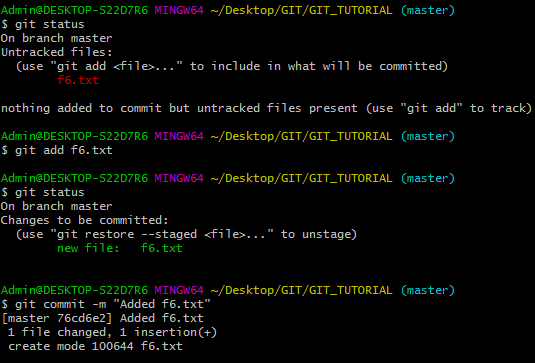 Admin@DESKTOP-S22D7R6 MINGW64 ~/Desktop/GIT/GIT_TUTORIAL (master)
$ git status
On branch master
Untracked files:
  (use "git add <file>..." to include in what will be committed)
        f6.txt

nothing added to commit but untracked files present (use "git add" to track)

Admin@DESKTOP-S22D7R6 MINGW64 ~/Desktop/GIT/GIT_TUTORIAL (master)
$ git add f6.txt

Admin@DESKTOP-S22D7R6 MINGW64 ~/Desktop/GIT/GIT_TUTORIAL (master)
$ git status
On branch master
Changes to be committed:
  (use "git restore --staged <file>..." to unstage)
        new file:   f6.txt


Admin@DESKTOP-S22D7R6 MINGW64 ~/Desktop/GIT/GIT_TUTORIAL (master)
$ git commit -m "Added f6.txt"
[master 76cd6e2] Added f6.txt
 1 file changed, 1 insertion(+)
 create mode 100644 f6.txt